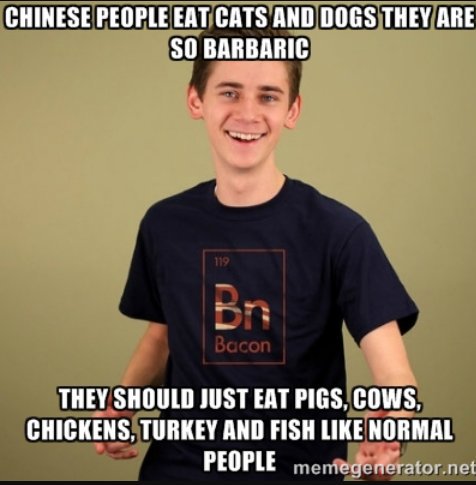 CHINESE PEOPLE EAT CATS AND DOGS THEY ARE
SO BARBARIC
119
Bn
Bacon
THEY SHOULD JUST EAT PIGS, COWS,
CHICKENS, TURKEY AND FISH LIKE NORMAL
PEOPLE
memegenerator.net